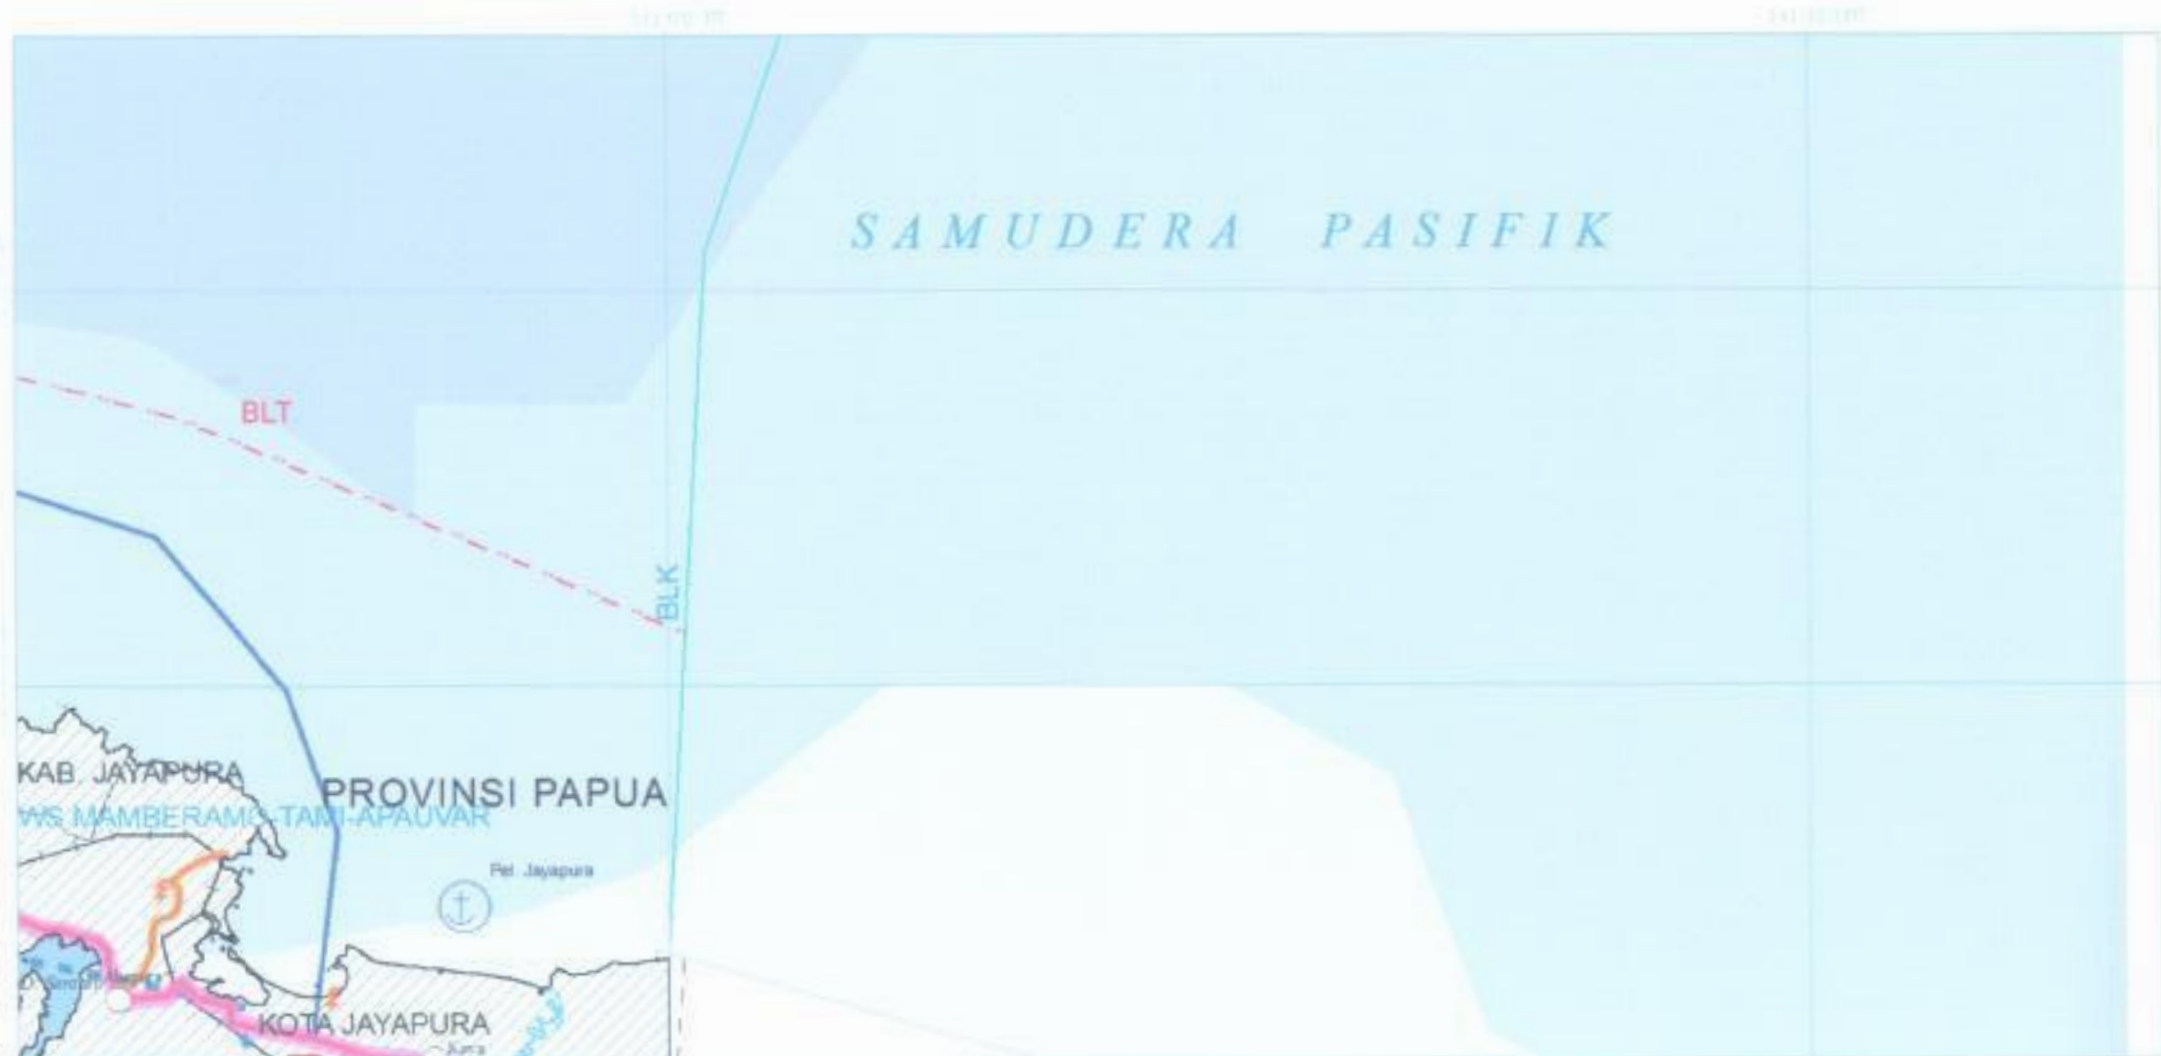 SAMUDERA PASIFIK
BLT
BLK
KAB. JAYAPURA
PROVINSI PAPUA
WS MAMBERAMO-TAMI-APAUVAR
Pel. Jayapura
KOTA JAYAPURA